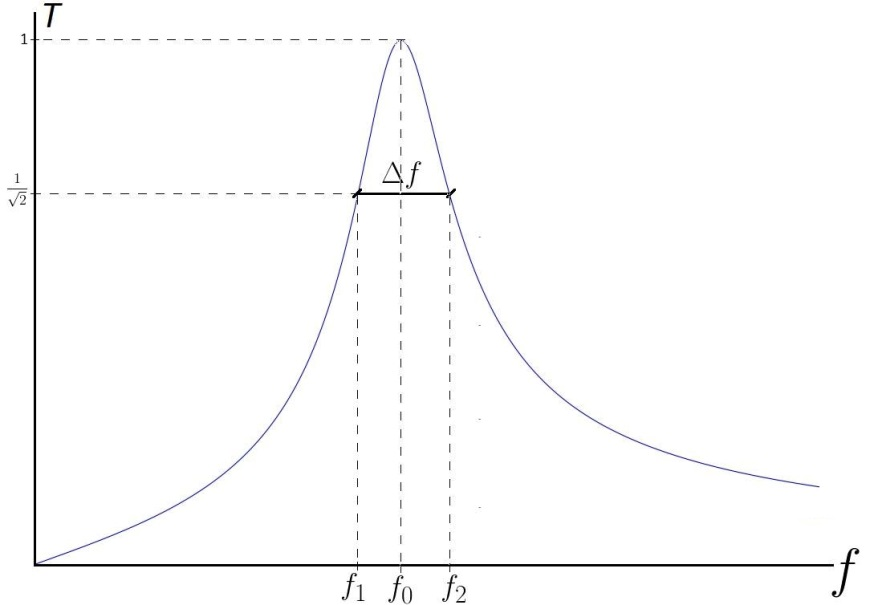 T
1
1/√2
Δf
f₁ f₀ f₂
f